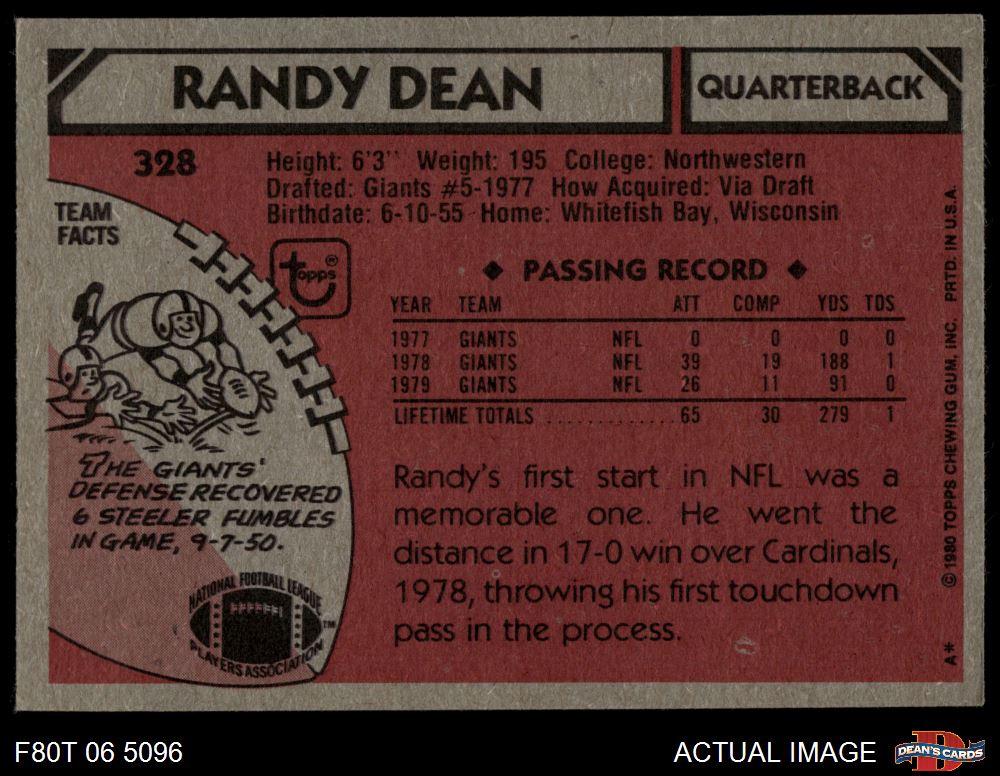 RANDY DEAN
QUARTERBACK
328
Height: 6'3'' Weight: 195 College: Northwestern
Drafted: Giants #5-1977 How Acquired: Via Draft
Birthdate: 6-10-55 Home: Whitefish Bay, Wisconsin
TEAM
FACTS
topps®
◆ PASSING RECORD ◆
YEAR TEAM ATT COMP YDS TDS
1977 GIANTS NFL 0 0 0 0
1978 GIANTS NFL 39 19 188 1
1979 GIANTS NFL 26 11 91 0
LIFETIME TOTALS ............. 65 30 279 1
THE GIANTS'
DEFENSE RECOVERED
6 STEELER FUMBLES
IN GAME, 9-7-50.
NATIONAL FOOTBALL LEAGUE
PLAYERS ASSOCIATION
TM
Randy's first start in NFL was a
memorable one. He went the
distance in 17-0 win over Cardinals,
1978, throwing his first touchdown
pass in the process.
A* © 1980 TOPPS CHEWING GUM, INC. PRTD. IN U.S.A.
F80T 06 5096
ACTUAL IMAGE
D
DEAN'S CARDS